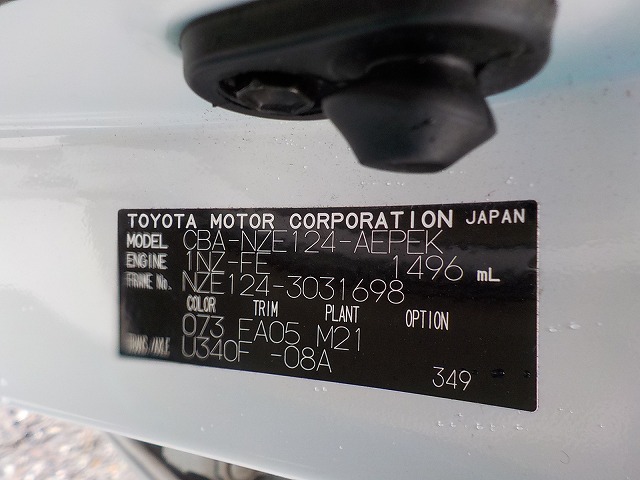 TOYOTA MOTOR CORPORATION JAPAN
MODEL CBA-NZE124-AEPEK
ENGINE 1NZ-FE 1496 mL
FRAME No. NZE124-3031698
COLOR TRIM PLANT OPTION
073 FA05 M21
TRANS/AXLE U340F -08A
349